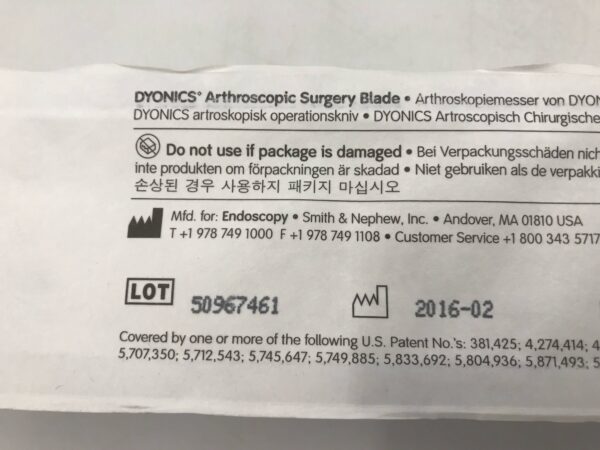 DYONICS® Arthroscopic Surgery Blade • Arthroskopiemesser von DYON
DYONICS artroskopisk operationskniv • DYONICS Artroscopisch Chirurgische
Do not use if package is damaged • Bei Verpackungsschäden nich
inte produkten om förpackningen är skadad • Niet gebruiken als de verpakki
손상된 경우 사용하지 패키지 마십시오
Mfd. for: Endoscopy • Smith & Nephew, Inc. • Andover, MA 01810 USA
T +1 978 749 1000 F +1 978 749 1108 • Customer Service +1 800 343 5717
LOT 50967461 2016-02
Covered by one or more of the following U.S. Patent No.'s: 381,425; 4,274,414; 4
5,707,350; 5,712,543; 5,745,647; 5,749,885; 5,833,692; 5,804,936; 5,871,493; 5